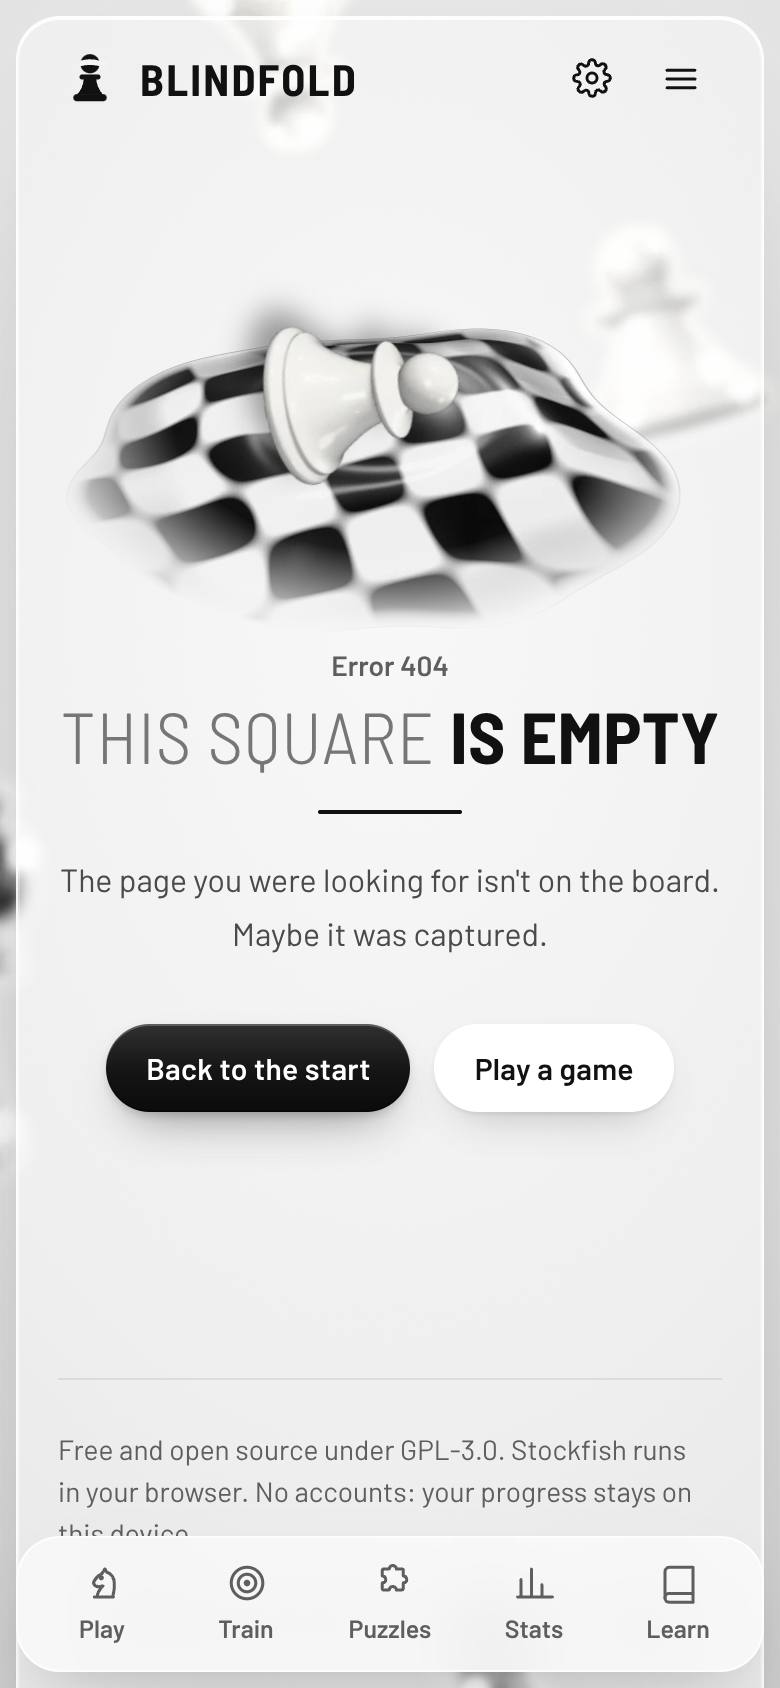 BLINDFOLD
Error 404
THIS SQUARE IS EMPTY
The page you were looking for isn't on the board.
Maybe it was captured.
Back to the start
Play a game
Free and open source under GPL-3.0. Stockfish runs
in your browser. No accounts: your progress stays on
this device.
Play
Train
Puzzles
Stats
Learn